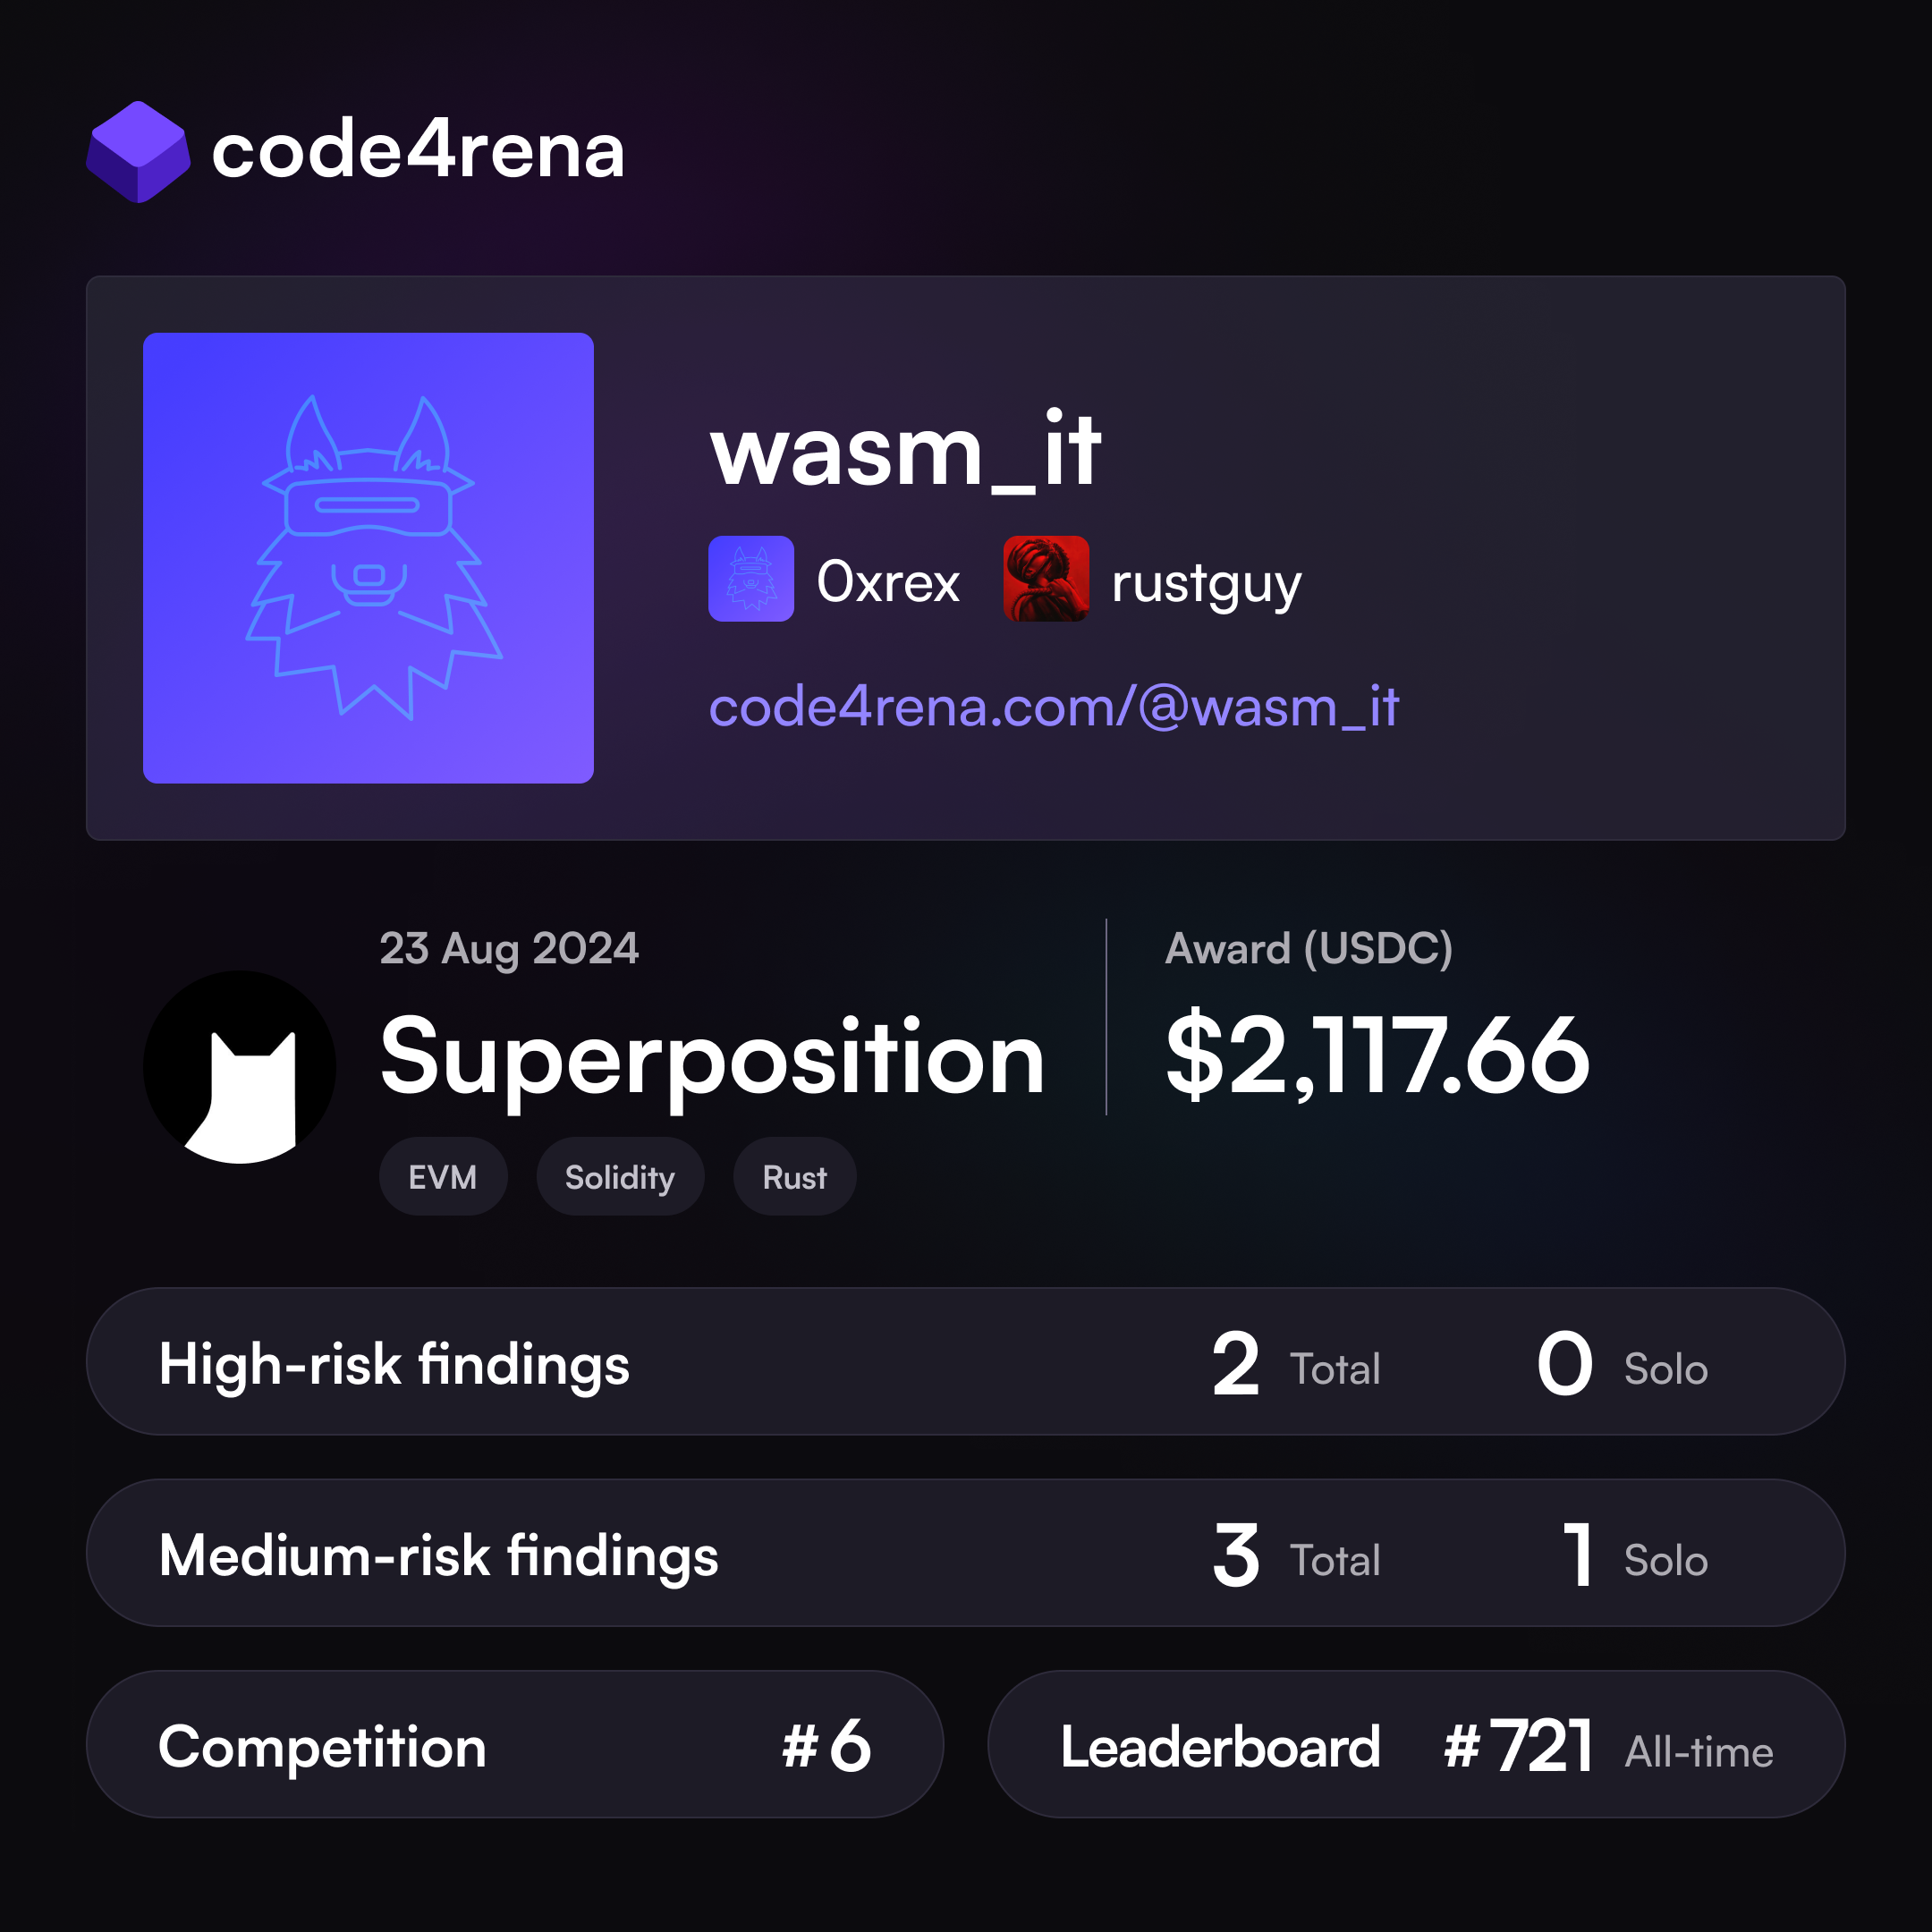 code4rena
wasm_it
0xrex rustguy
code4rena.com/@wasm_it
23 Aug 2024
Superposition
EVM Solidity Rust
Award (USDC)
$2,117.66
High-risk findings 2 Total 0 Solo
Medium-risk findings 3 Total 1 Solo
Competition #6
Leaderboard #721 All-time